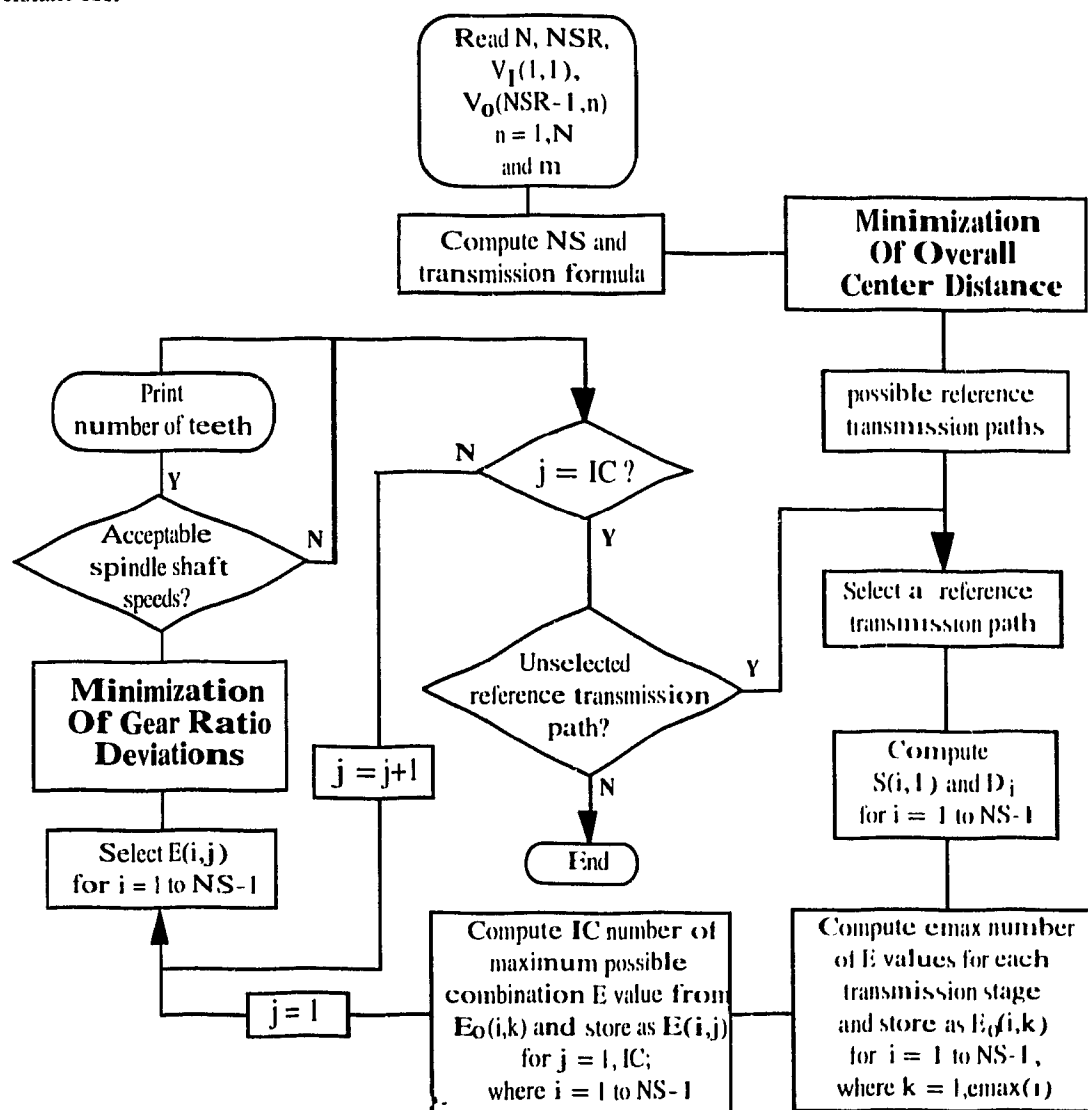 Read N, NSR,
V_I(1,1),
V_o(NSR-1,n)
n = 1,N
and m
Compute NS and
transmission formula
Minimization
Of Overall
Center Distance
possible reference
transmission paths
Select a reference
transmission path
Compute
S(i,1) and D_i
for i = 1 to NS-1
Compute emax number
of E values for each
transmission stage
and store as E_0(i,k)
for i = 1 to NS-1,
where k = 1,emax(i)
Compute IC number of
maximum possible
combination E value from
E_0(i,k) and store as E(i,j)
for j = 1, IC;
where i = 1 to NS-1
j = 1
Select E(i,j)
for i = 1 to NS-1
Minimization
Of Gear Ratio
Deviations
Acceptable
spindle shaft
speeds?
Y
N
Print
number of teeth
j = IC ?
N
Y
j = j+1
Unselected
reference transmission
path?
Y
N
End